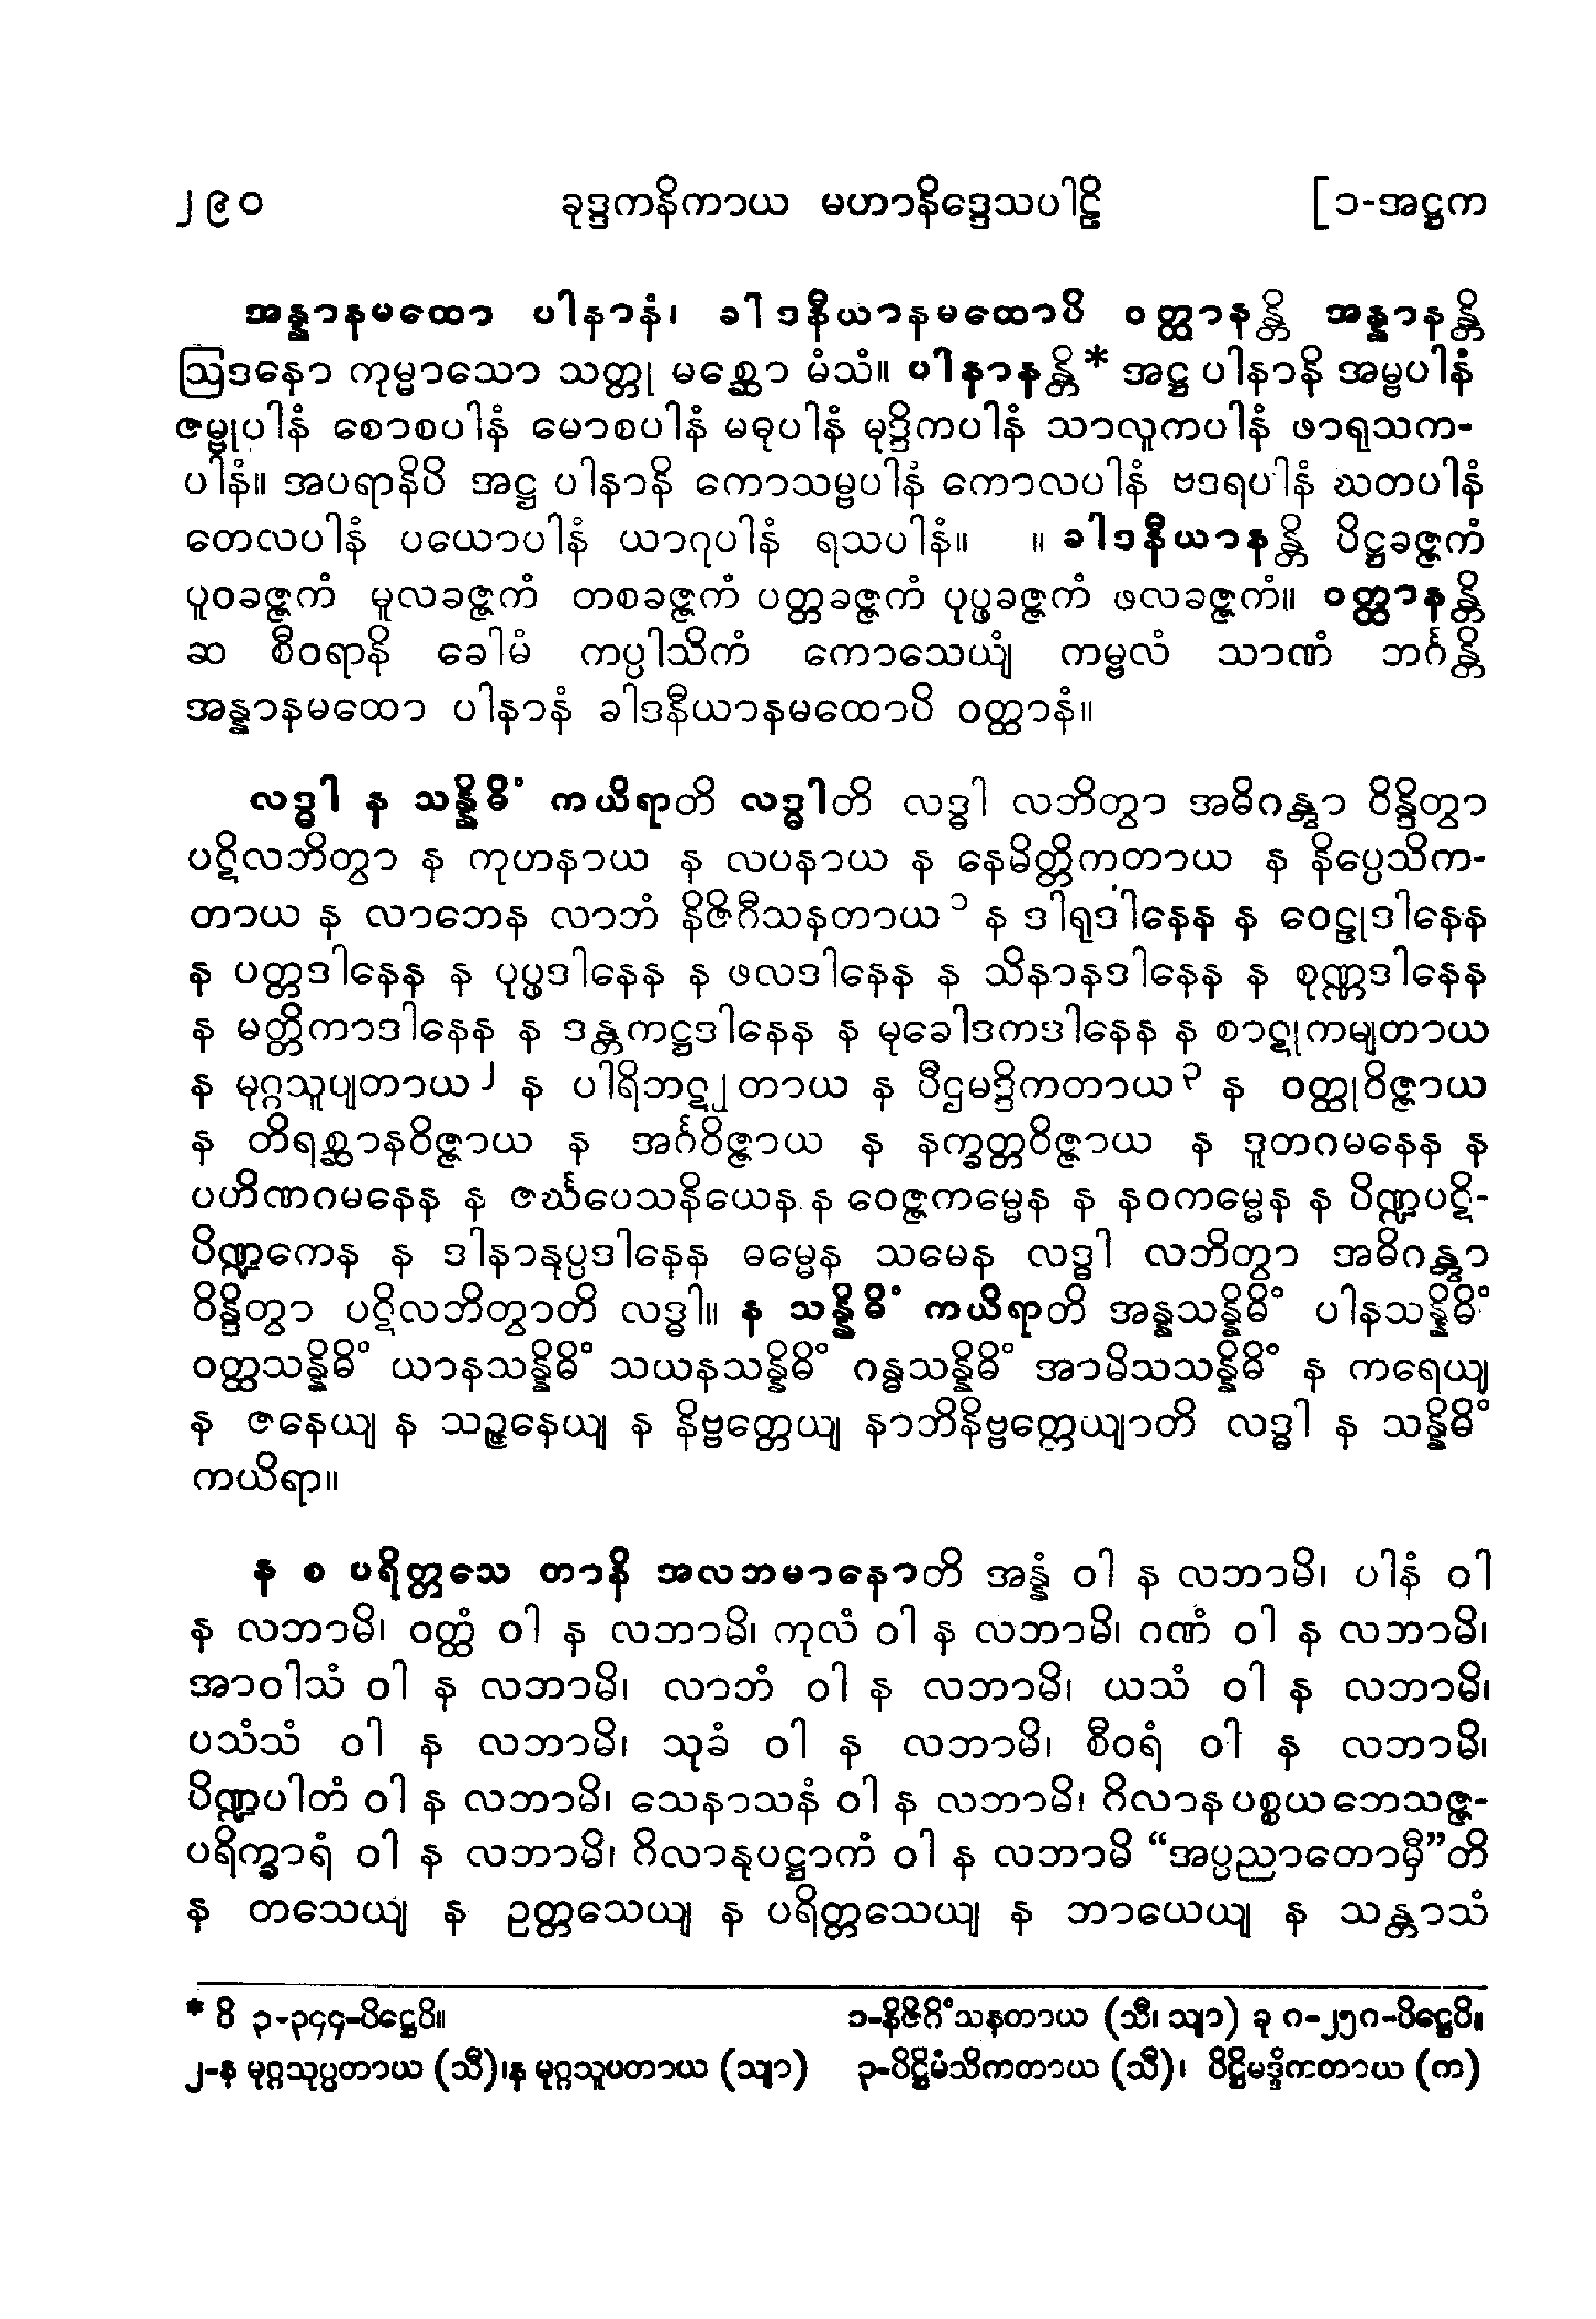 ၂၉၀ ခုဒ္ဒကနိကာယ မဟာနိဒ္ဒေသပါဠိ [၁-အဋ္ဌက
အန္နာနမထော ပါနာနံ၊ ခါဒနီယာနမထောပိ ဝတ္ထာနန္တိ အန္နာနန္တိ
ဩဒနော ကုမ္မာသော သတ္တု မစ္ဆော မံသံ။ ပါနာနန္တိ* အဋ္ဌ ပါနာနိ အမ္ဗပါနံ
ဇမ္ဗုပါနံ စောစပါနံ မောစပါနံ မဓုပါနံ မုဒ္ဒိကပါနံ သာလူကပါနံ ဖာရုသက-
ပါနံ။ အပရာနိပိ အဋ္ဌ ပါနာနိ ကောသမ္ဗပါနံ ကောလပါနံ ဗဒရပါနံ ဃတပါနံ
တေလပါနံ ပယောပါနံ ယာဂုပါနံ ရသပါနံ။ ။ ခါဒနီယာနန္တိ ပိဋ္ဌခဇ္ဇကံ
ပူဝခဇ္ဇကံ မူလခဇ္ဇကံ တစခဇ္ဇကံ ပတ္တခဇ္ဇကံ ပုပ္ဖခဇ္ဇကံ ဖလခဇ္ဇကံ။ ဝတ္ထာနန္တိ
ဆ စီဝရာနိ ခေါမံ ကပ္ပါသိကံ ကောသေယျံ ကမ္ဗလံ သာဏံ ဘင်္ဂန္တိ
အန္နာနမထော ပါနာနံ ခါဒနီယာနမထောပိ ဝတ္ထာနံ။
လဒ္ဓါ န သန္နိဓိံ ကယိရာတိ လဒ္ဓါတိ လဒ္ဓါ လဘိတွာ အဓိဂန္တွာ ဝိန္ဒိတွာ
ပဋိလဘိတွာ န ကုဟနာယ န လပနာယ န နေမိတ္တိကတာယ န နိပ္ပေသိက-
တာယ န လာဘေန လာဘံ နိဇိဂီသနတာယ၁ န ဒါရုဒါနေန န ဝေဠုဒါနေန
န ပတ္တဒါနေန န ပုပ္ဖဒါနေန န ဖလဒါနေန န သိနာနဒါနေန န စုဏ္ဏဒါနေန
န မတ္တိကာဒါနေန န ဒန္တကဋ္ဌဒါနေန န မုခေါဒကဒါနေန န စာဋုကမျတာယ
န မုဂ္ဂသူပျတာယ၂ န ပါရိဘဋျတာယ န ပီဌမဒ္ဒိကတာယ၃ န ဝတ္ထုဝိဇ္ဇာယ
န တိရစ္ဆာနဝိဇ္ဇာယ န အင်္ဂဝိဇ္ဇာယ န နက္ခတ္တဝိဇ္ဇာယ န ဒူတဂမနေန န
ပဟိဏဂမနေန န ဇင်္ဃပေသနိယေန န ဝေဇ္ဇကမ္မေန န နဝကမ္မေန န ပိဏ္ဍပဋိ-
ပိဏ္ဍကေန န ဒါနာနုပ္ပဒါနေန ဓမ္မေန သမေန လဒ္ဓါ လဘိတွာ အဓိဂန္တွာ
ဝိန္ဒိတွာ ပဋိလဘိတွာတိ လဒ္ဓါ။ န သန္နိဓိံ ကယိရာတိ အန္နသန္နိဓိံ ပါနသန္နိဓိံ
ဝတ္ထသန္နိဓိံ ယာနသန္နိဓိံ သယနသန္နိဓိံ ဂန္ဓသန္နိဓိံ အာမိသသန္နိဓိံ န ကရေယျ
န ဇနေယျ န သဉ္ဇနေယျ န နိဗ္ဗတ္တေယျ နာဘိနိဗ္ဗတ္တေယျာတိ လဒ္ဓါ န သန္နိဓိံ
ကယိရာ။
န စ ပရိတ္တသေ တာနိ အလဘမာနောတိ အန္နံ ဝါ န လဘာမိ၊ ပါနံ ဝါ
န လဘာမိ၊ ဝတ္ထံ ဝါ န လဘာမိ၊ ကုလံ ဝါ န လဘာမိ၊ ဂဏံ ဝါ န လဘာမိ၊
အာဝါသံ ဝါ န လဘာမိ၊ လာဘံ ဝါ န လဘာမိ၊ ယသံ ဝါ န လဘာမိ၊
ပသံသံ ဝါ န လဘာမိ၊ သုခံ ဝါ န လဘာမိ၊ စီဝရံ ဝါ န လဘာမိ၊
ပိဏ္ဍပါတံ ဝါ န လဘာမိ၊ သေနာသနံ ဝါ န လဘာမိ၊ ဂိလာနပစ္စယဘေသဇ္ဇ-
ပရိက္ခာရံ ဝါ န လဘာမိ၊ ဂိလာနုပဋ္ဌာကံ ဝါ န လဘာမိ “အပ္ပညာတောမှီ”တိ
န တသေယျ န ဥတ္တသေယျ န ပရိတ္တသေယျ န ဘာယေယျ န သန္တာသံ
* ဝိ ၃-၃၄၄-ပိဋ္ဌေပိ။ ၁-နိဇိဂိံသနတာယ (သီ၊ သျာ) ခု ဂ-၂၅ဂ-ပိဋ္ဌေပိ။
၂-န မုဂ္ဂသုပ္ပတာယ (သီ)၊န မုဂ္ဂသူပတာယ (သျာ) ၃-ပိဋ္ဌိမံသိကတာယ (သီ)၊ ပိဋ္ဌိမဒ္ဒိကတာယ (က)